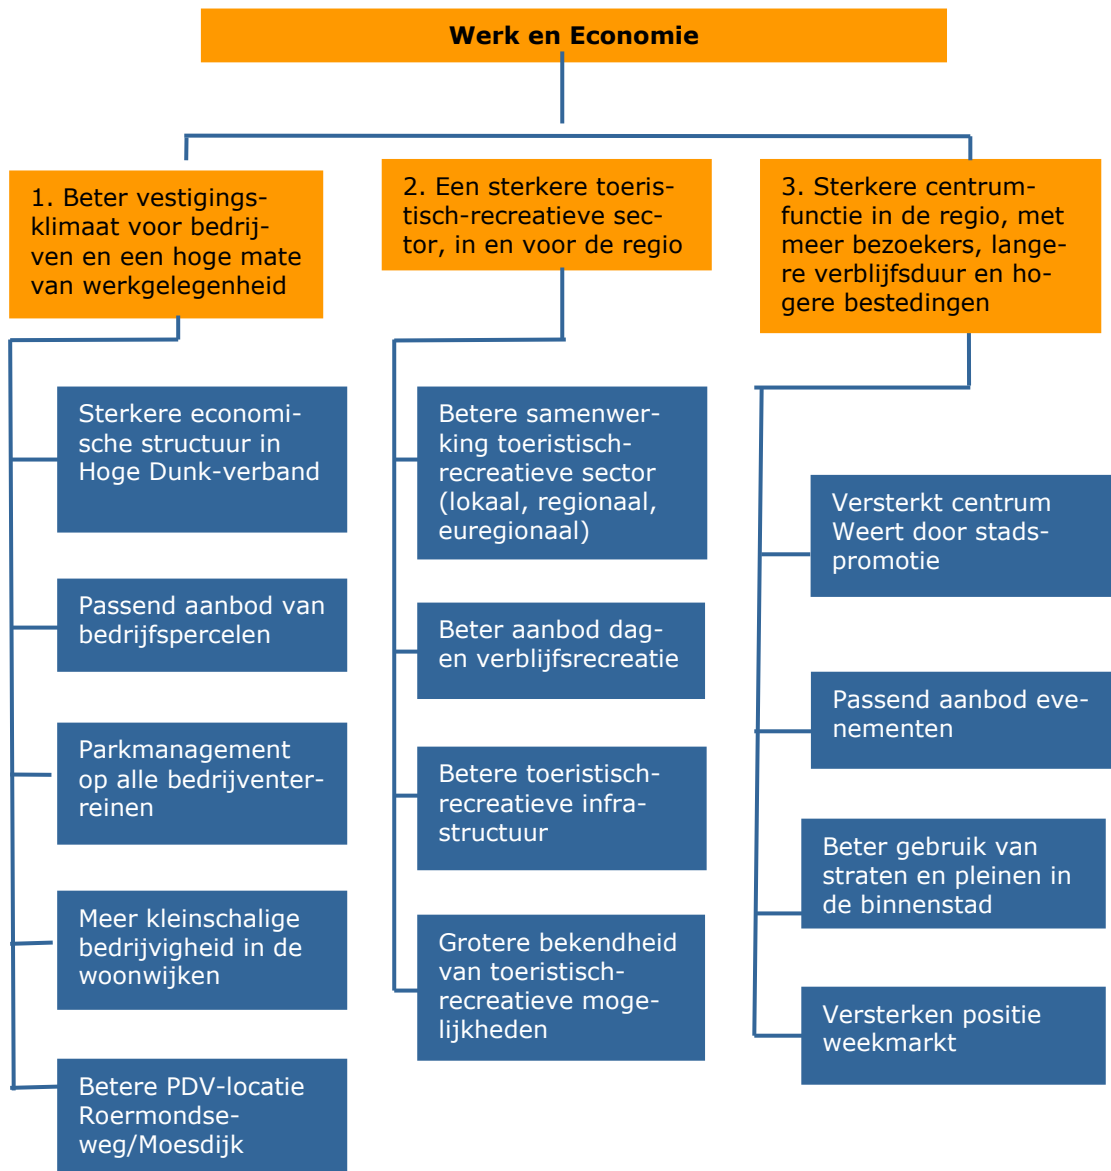 Werk en Economie
1. Beter vestigings-
klimaat voor bedrij-
ven en een hoge mate
van werkgelegenheid
Sterkere economi-
sche structuur in
Hoge Dunk-verband
Passend aanbod van
bedrijfspercelen
Parkmanagement
op alle bedrijventer-
reinen
Meer kleinschalige
bedrijvigheid in de
woonwijken
Betere PDV-locatie
Roermondse-
weg/Moesdijk
2. Een sterkere toeris-
tisch-recreatieve sec-
tor, in en voor de regio
Betere samenwer-
king toeristisch-
recreatieve sector
(lokaal, regionaal,
euregionaal)
Beter aanbod dag-
en verblijfsrecreatie
Betere toeristisch-
recreatieve infra-
structuur
Grotere bekendheid
van toeristisch-
recreatieve moge-
lijkheden
3. Sterkere centrum-
functie in de regio, met
meer bezoekers, lange-
re verblijfsduur en ho-
gere bestedingen
Versterkt centrum
Weert door stads-
promotie
Passend aanbod eve-
nementen
Beter gebruik van
straten en pleinen in
de binnenstad
Versterken positie
weekmarkt